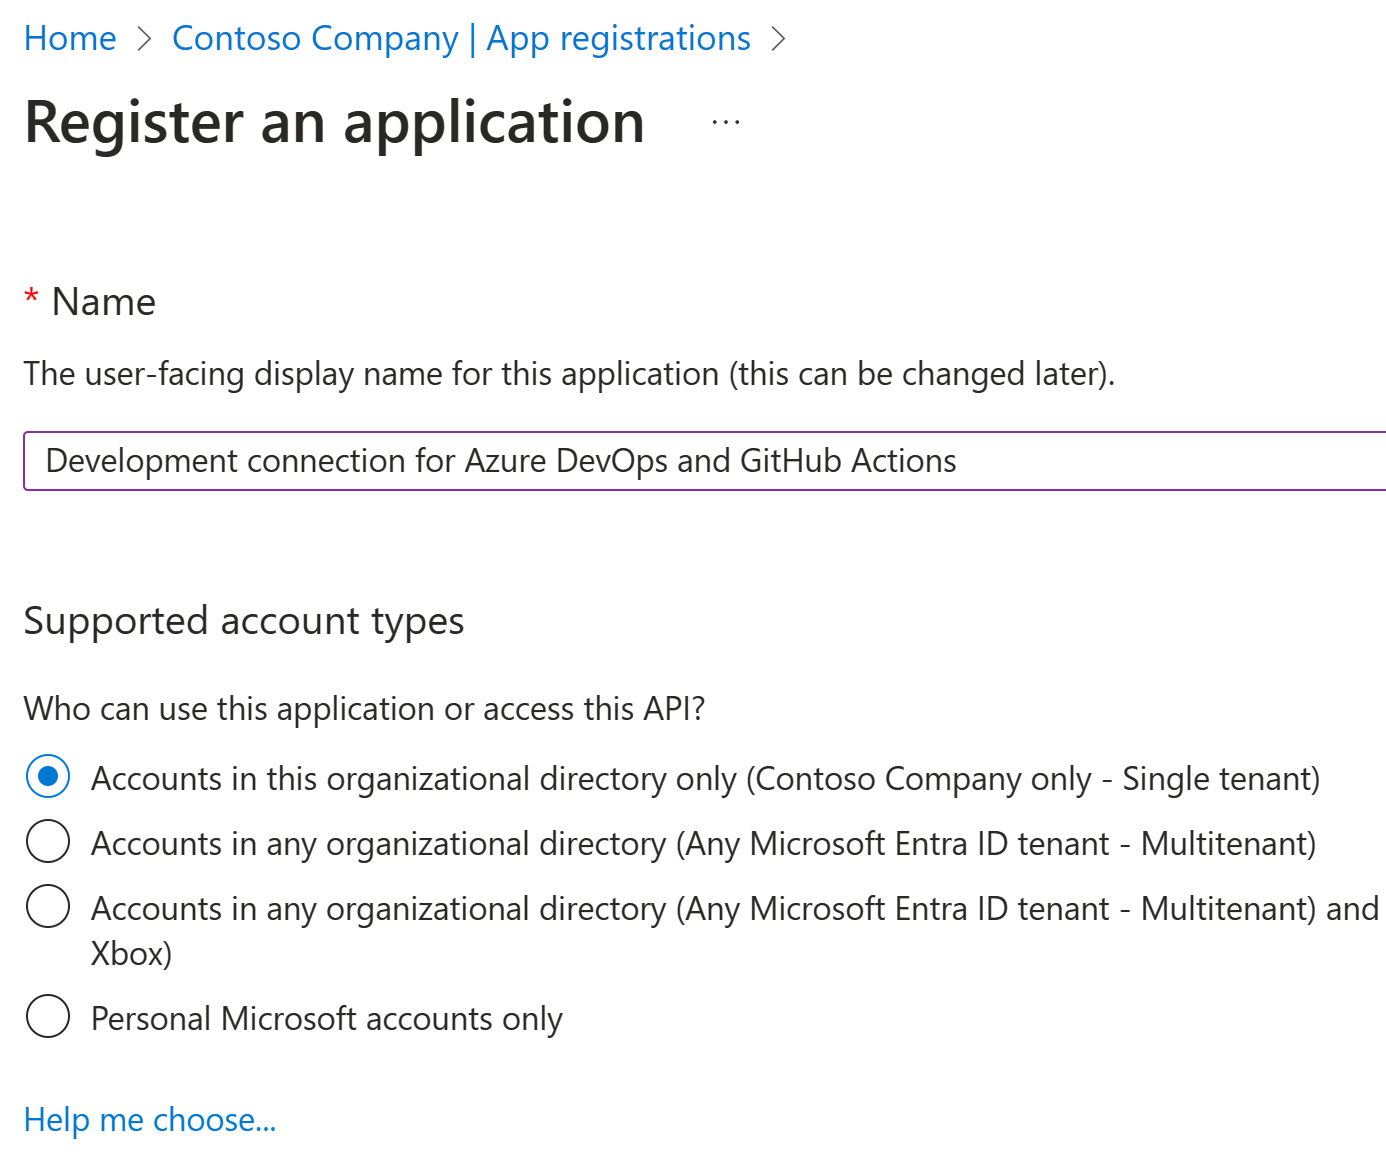 Home > Contoso Company | App registrations >
Register an application ...
* Name
The user-facing display name for this application (this can be changed later).
Development connection for Azure DevOps and GitHub Actions
Supported account types
Who can use this application or access this API?
Accounts in this organizational directory only (Contoso Company only - Single tenant)
Accounts in any organizational directory (Any Microsoft Entra ID tenant - Multitenant)
Accounts in any organizational directory (Any Microsoft Entra ID tenant - Multitenant) and
Xbox)
Personal Microsoft accounts only
Help me choose...